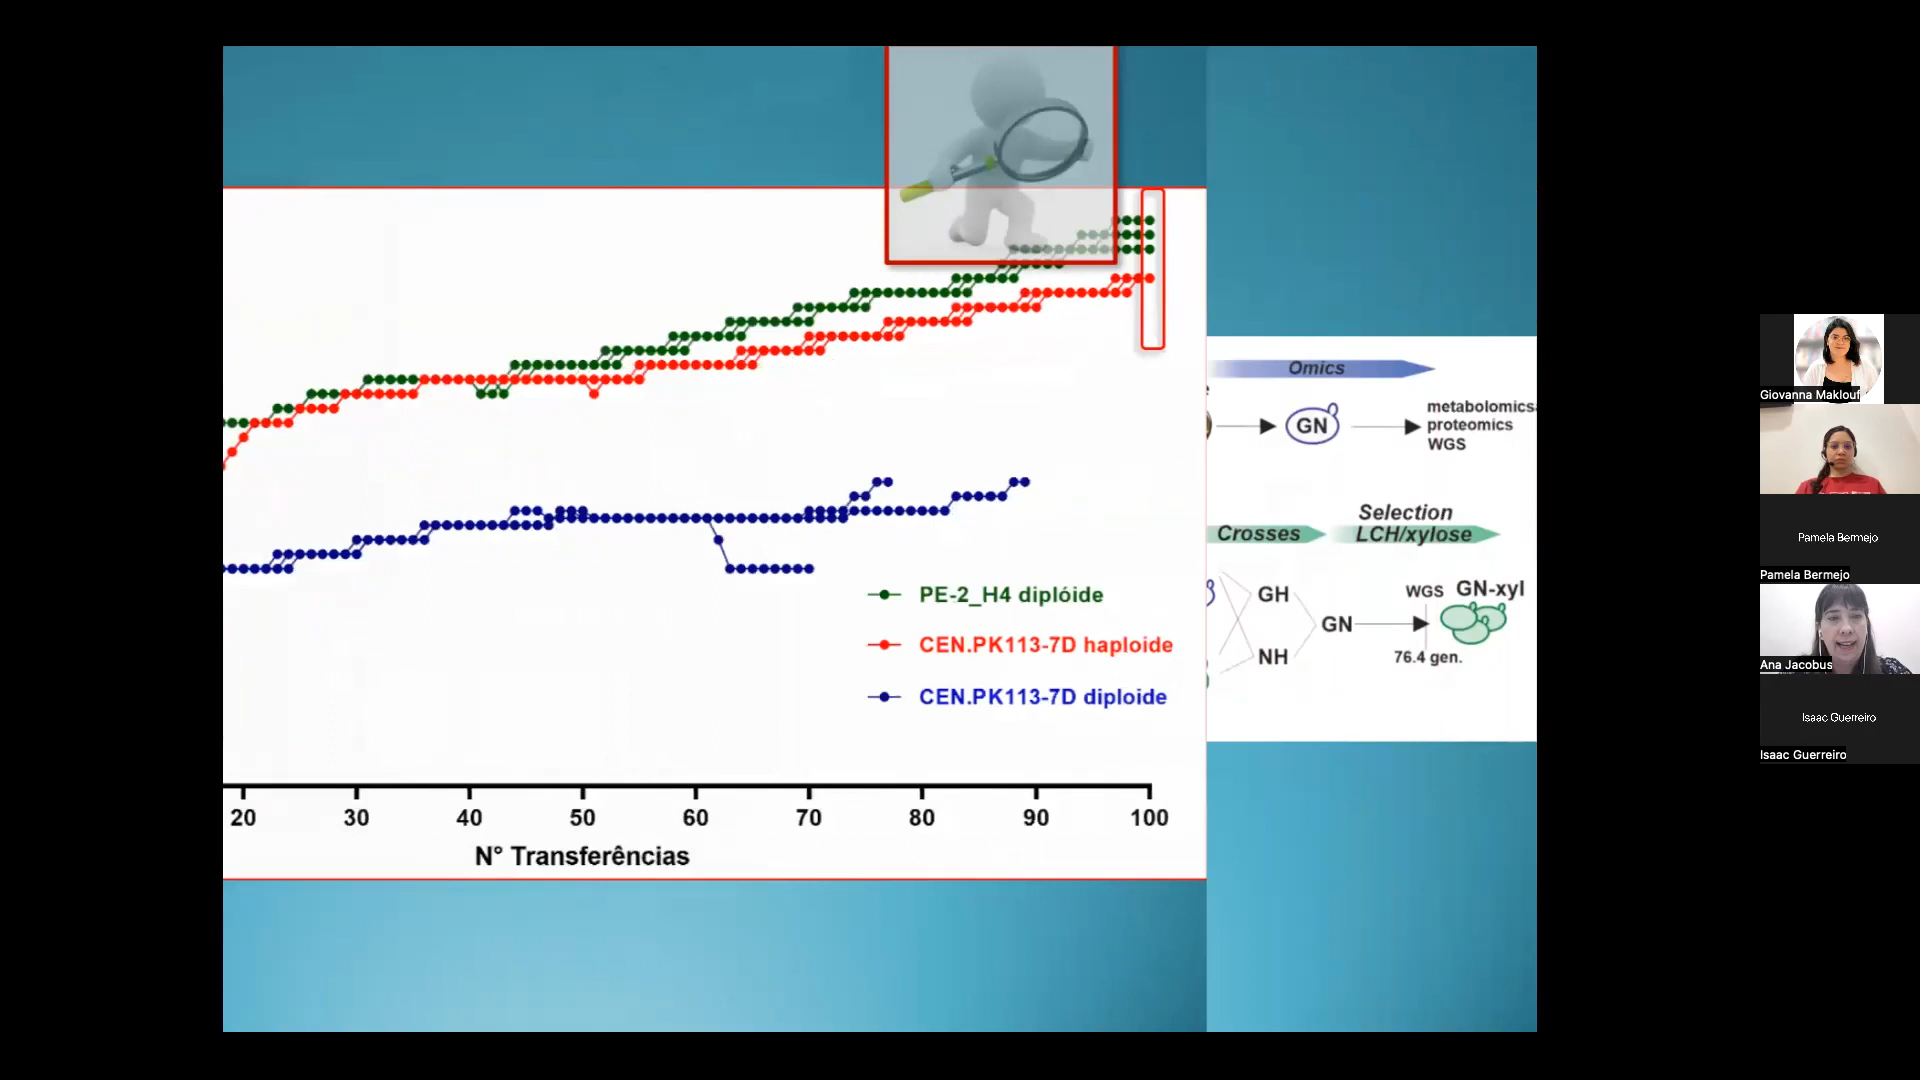 PE-2_H4 diplóide
CEN.PK113-7D haploide
CEN.PK113-7D diploide
20 30 40 50 60 70 80 90 100
N° Transferências
Omics
GN
metabolomics
proteomics
WGS
Crosses
Selection
LCH/xylose
GH
NH
GN
WGS GN-xyl
76.4 gen.
Giovanna Maklouf
Pamela Bermejo
Pamela Bermejo
Ana Jacobus
Isaac Guerreiro
Isaac Guerreiro